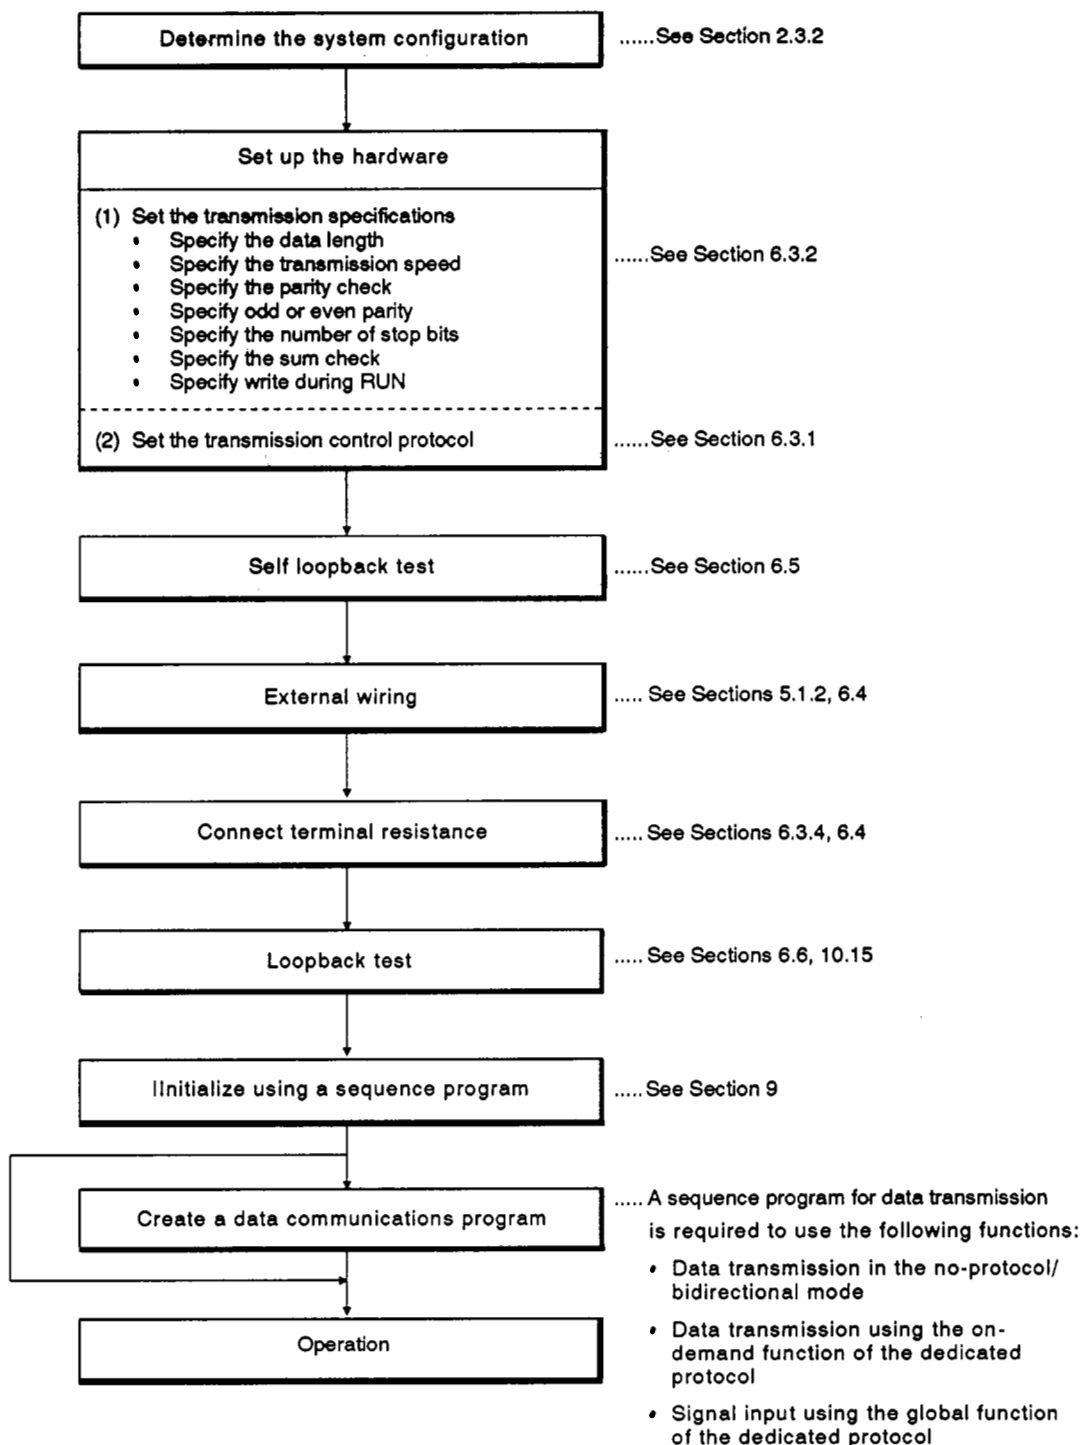 Determine the system configuration ......See Section 2.3.2
Set up the hardware
(1) Set the transmission specifications
• Specify the data length
• Specify the transmission speed ......See Section 6.3.2
• Specify the parity check
• Specify odd or even parity
• Specify the number of stop bits
• Specify the sum check
• Specify write during RUN
(2) Set the transmission control protocol ......See Section 6.3.1
Self loopback test ......See Section 6.5
External wiring ..... See Sections 5.1.2, 6.4
Connect terminal resistance ..... See Sections 6.3.4, 6.4
Loopback test ..... See Sections 6.6, 10.15
IInitialize using a sequence program ..... See Section 9
Create a data communications program
..... A sequence program for data transmission
is required to use the following functions:
• Data transmission in the no-protocol/
bidirectional mode
• Data transmission using the on-
demand function of the dedicated
protocol
• Signal input using the global function
of the dedicated protocol
Operation